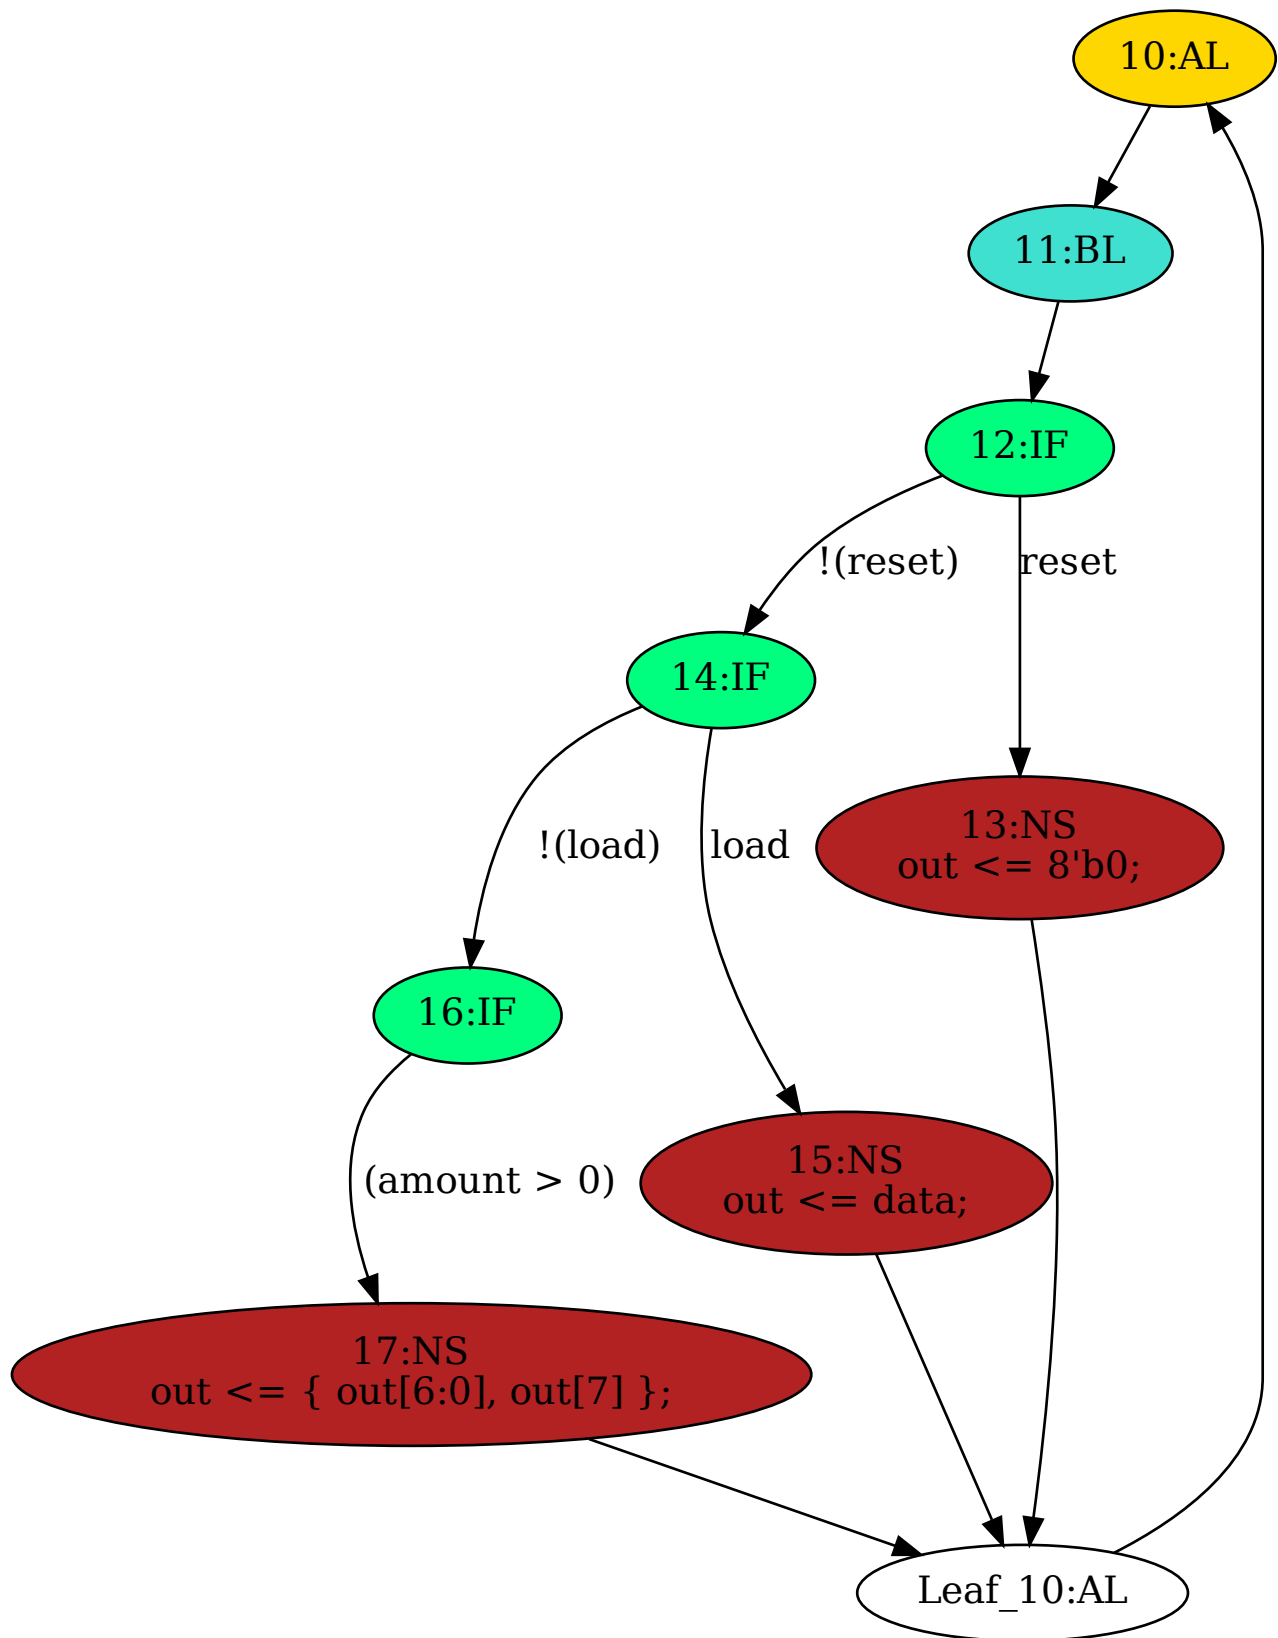 10:AL
11:BL
12:IF
!(reset)
reset
14:IF
13:NS
out <= 8'b0;
!(load)
load
16:IF
15:NS
out <= data;
(amount > 0)
17:NS
out <= { out[6:0], out[7] };
Leaf_10:AL